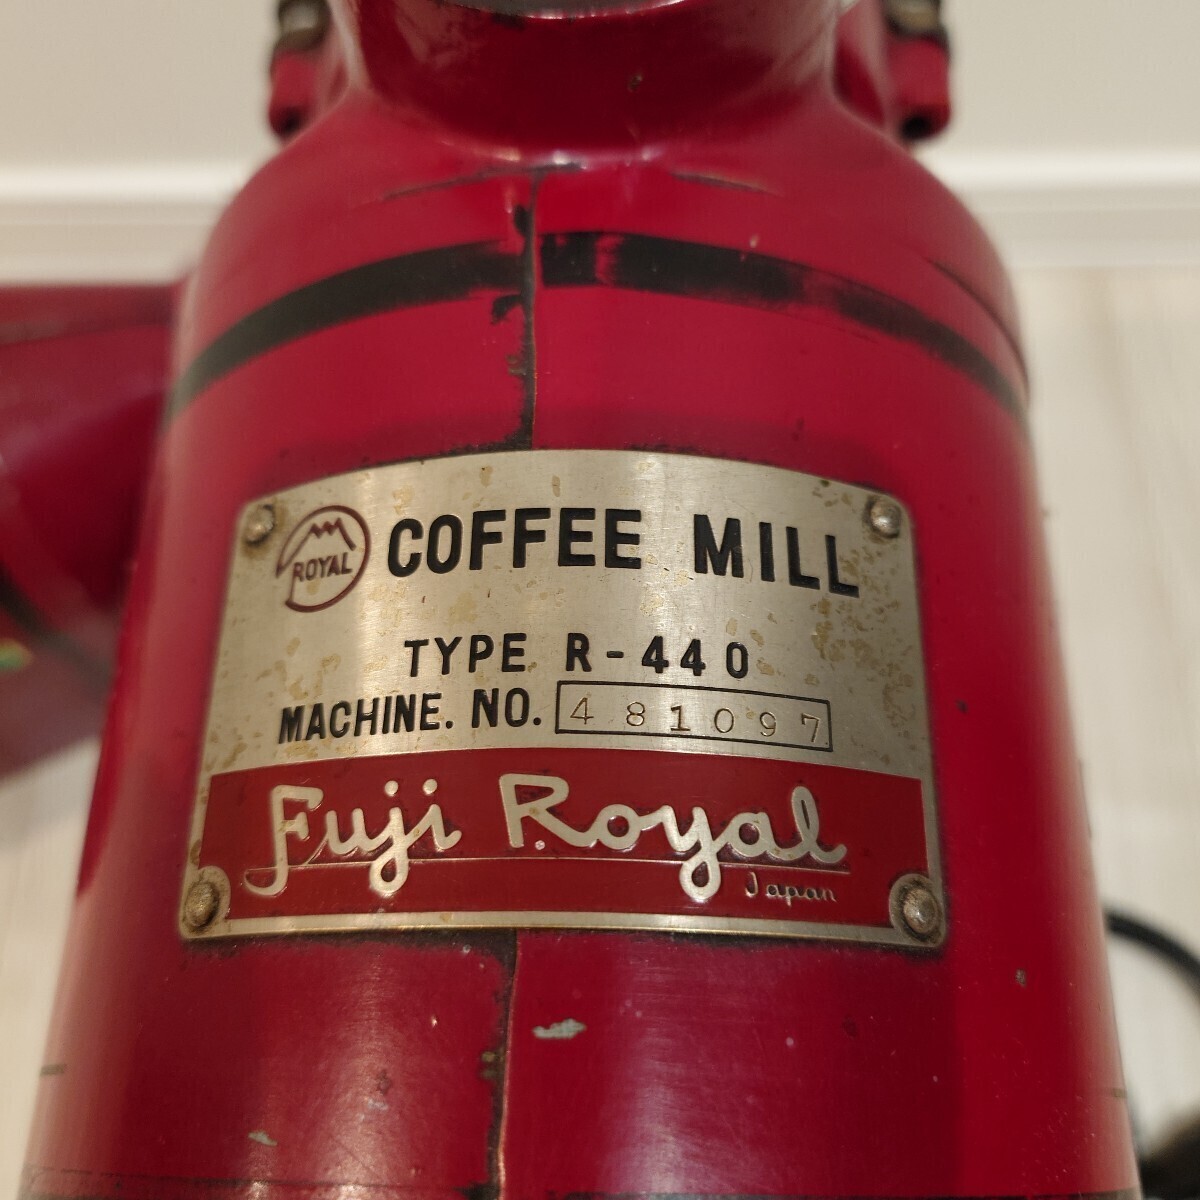 ROYAL COFFEE MILL
TYPE R-440
MACHINE. NO. 481097
Fuji Royal
Japan